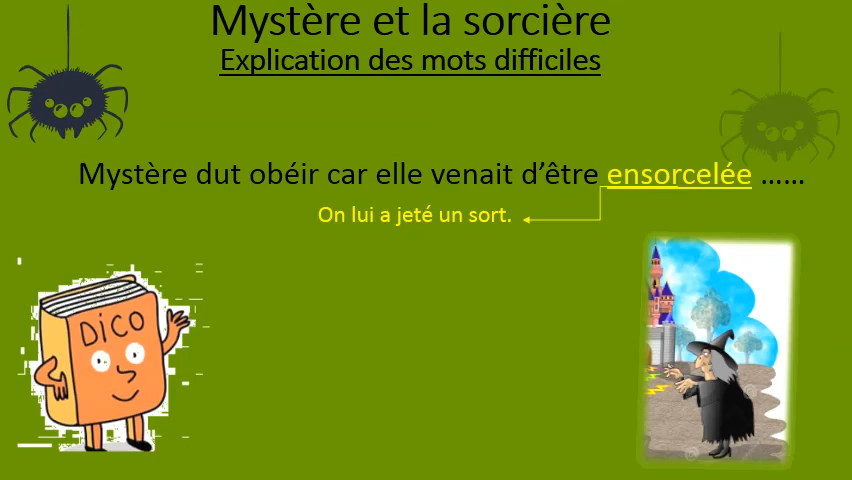 Mystère et la sorcière
Explication des mots difficiles
Mystère dut obéir car elle venait d’être ensorcelée ……
On lui a jeté un sort.
DiCO